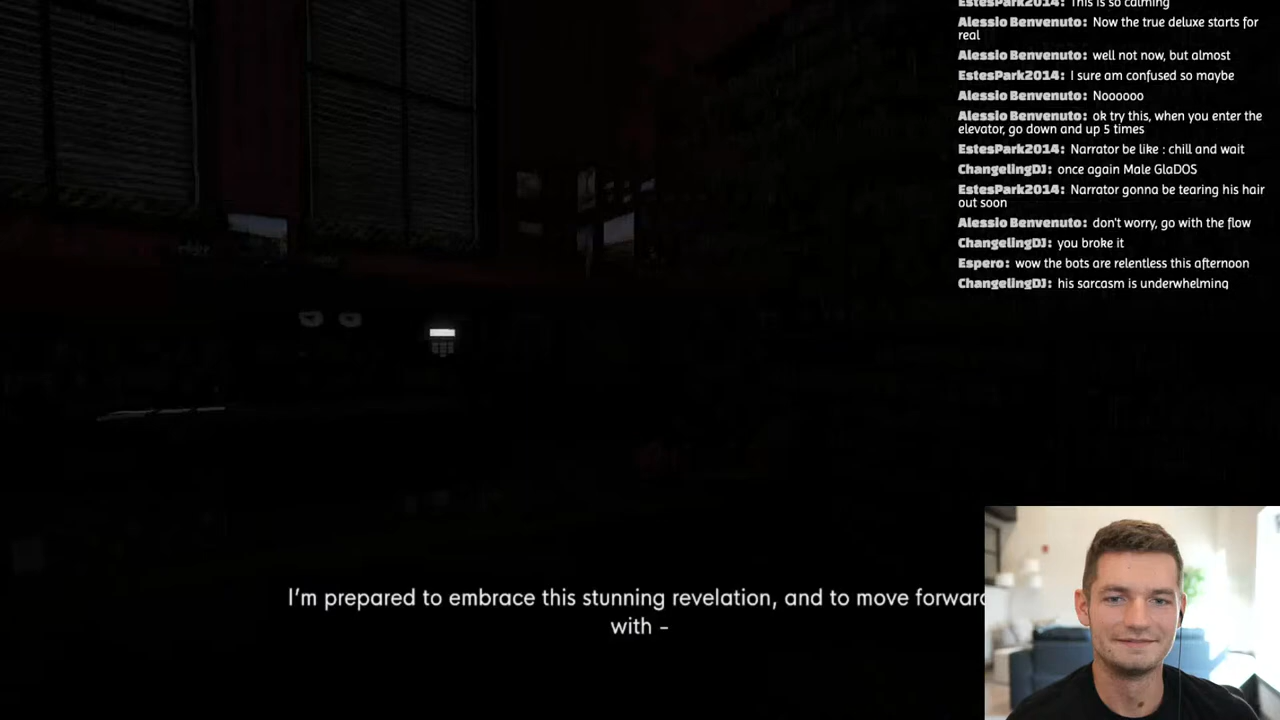 EstesPark2014: This is so calming
Alessio Benvenuto: Now the true deluxe starts for
real
Alessio Benvenuto: well not now, but almost
EstesPark2014: I sure am confused so maybe
Alessio Benvenuto: Noooooo
Alessio Benvenuto: ok try this, when you enter the
elevator, go down and up 5 times
EstesPark2014: Narrator be like : chill and wait
ChangelingDJ: once again Male GlaDOS
EstesPark2014: Narrator gonna be tearing his hair
out soon
Alessio Benvenuto: don't worry, go with the flow
ChangelingDJ: you broke it
Espero: wow the bots are relentless this afternoon
ChangelingDJ: his sarcasm is underwhelming
I'm prepared to embrace this stunning revelation, and to move forward
with -